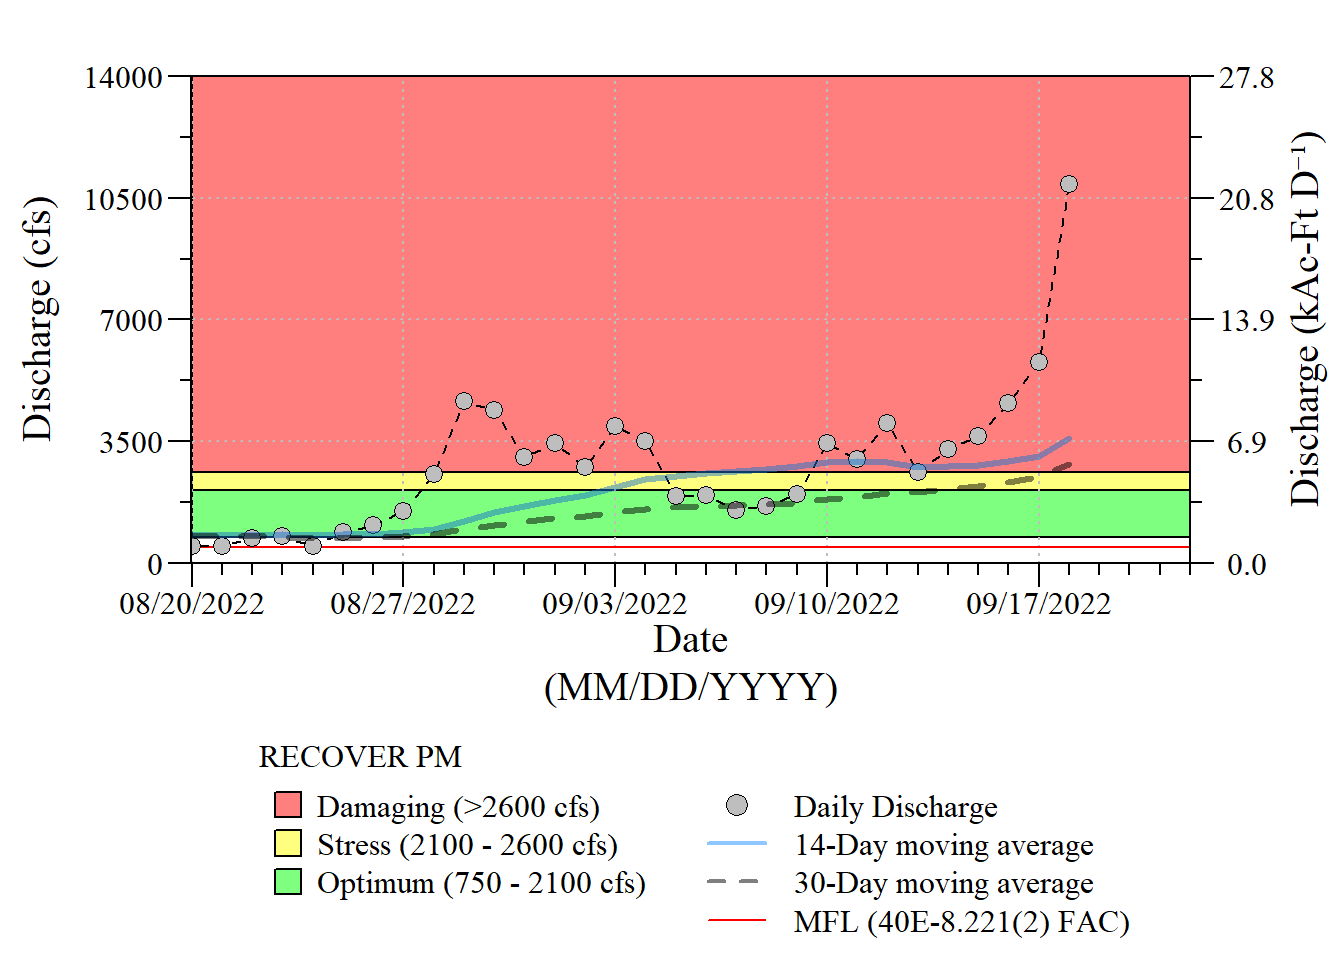 14000
10500
7000
3500
0
Discharge (cfs)
27.8
20.8
13.9
6.9
0.0
Discharge (kAc-Ft D⁻¹)
08/20/2022
08/27/2022
09/03/2022
09/10/2022
09/17/2022
Date
(MM/DD/YYYY)
RECOVER PM
Damaging (>2600 cfs)
Stress (2100 - 2600 cfs)
Optimum (750 - 2100 cfs)
Daily Discharge
14-Day moving average
30-Day moving average
MFL (40E-8.221(2) FAC)